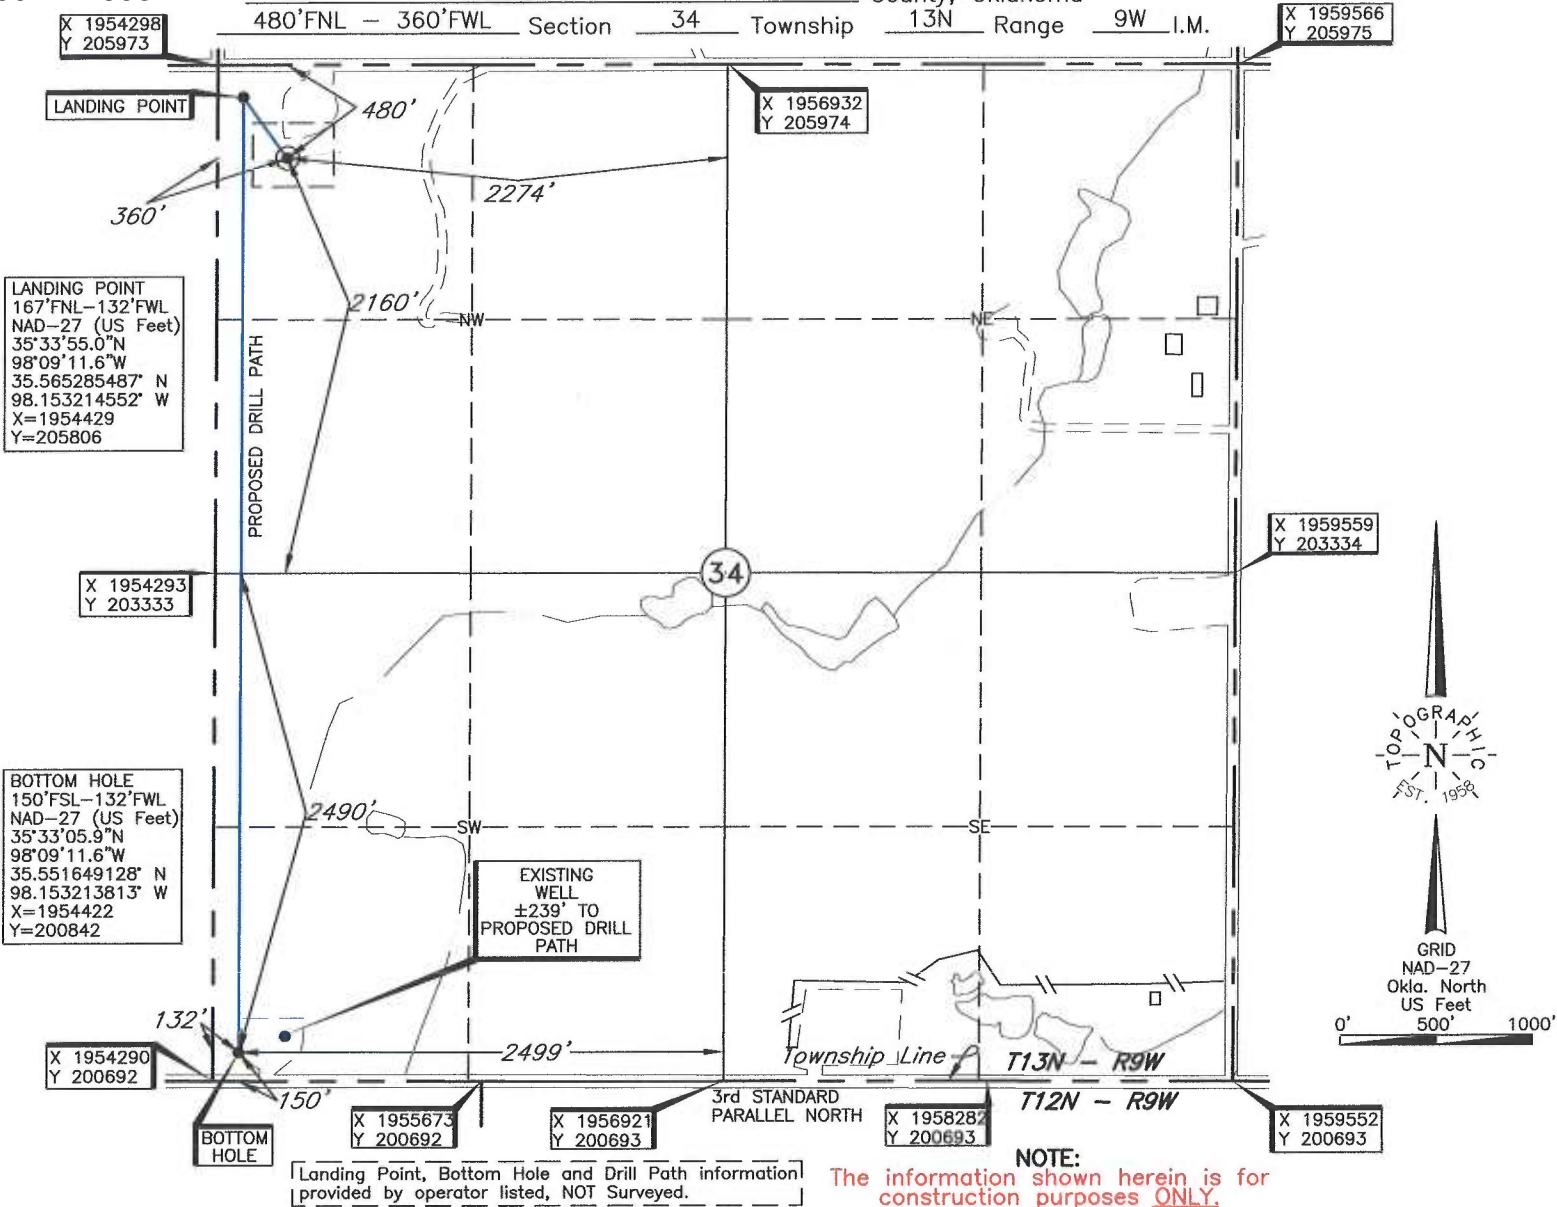 480'FNL – 360'FWL Section 34 Township 13N Range 9W I.M.
X 1954298
Y 205973
X 1959566
Y 205975
LANDING POINT
480'
X 1956932
Y 205974
2274'
360'
LANDING POINT
167'FNL–132'FWL
NAD–27 (US Feet)
35°33'55.0"N
98°09'11.6"W
35.565285487° N
98.153214552° W
X=1954429
Y=205806
2160'
NW
NE
PROPOSED DRILL PATH
X 1959559
Y 203334
34
X 1954293
Y 203333
TOPOGRAPHIC
N
EST. 1958
BOTTOM HOLE
150'FSL–132'FWL
NAD–27 (US Feet)
35°33'05.9"N
98°09'11.6"W
35.551649128° N
98.153213813° W
X=1954422
Y=200842
2490'
SW
SE
EXISTING
WELL
±239' TO
PROPOSED DRILL
PATH
GRID
NAD–27
Okla. North
US Feet
0' 500' 1000'
132'
2499'
X 1954290
Y 200692
Township Line
T13N – R9W
150'
3rd STANDARD
PARALLEL NORTH
T12N – R9W
BOTTOM
HOLE
X 1955673
Y 200692
X 1956921
Y 200693
X 1958282
Y 200693
X 1959552
Y 200693
Landing Point, Bottom Hole and Drill Path information
provided by operator listed, NOT Surveyed.
NOTE:
The information shown herein is for
construction purposes ONLY.